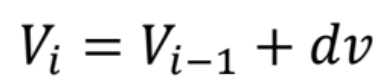 V_i = V_{i-1} + dv